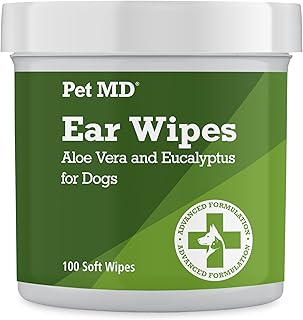 Pet MD®
Ear Wipes
Aloe Vera and Eucalyptus
for Dogs
ADVANCED FORMULATION
ADVANCED FORMULATION
100 Soft Wipes